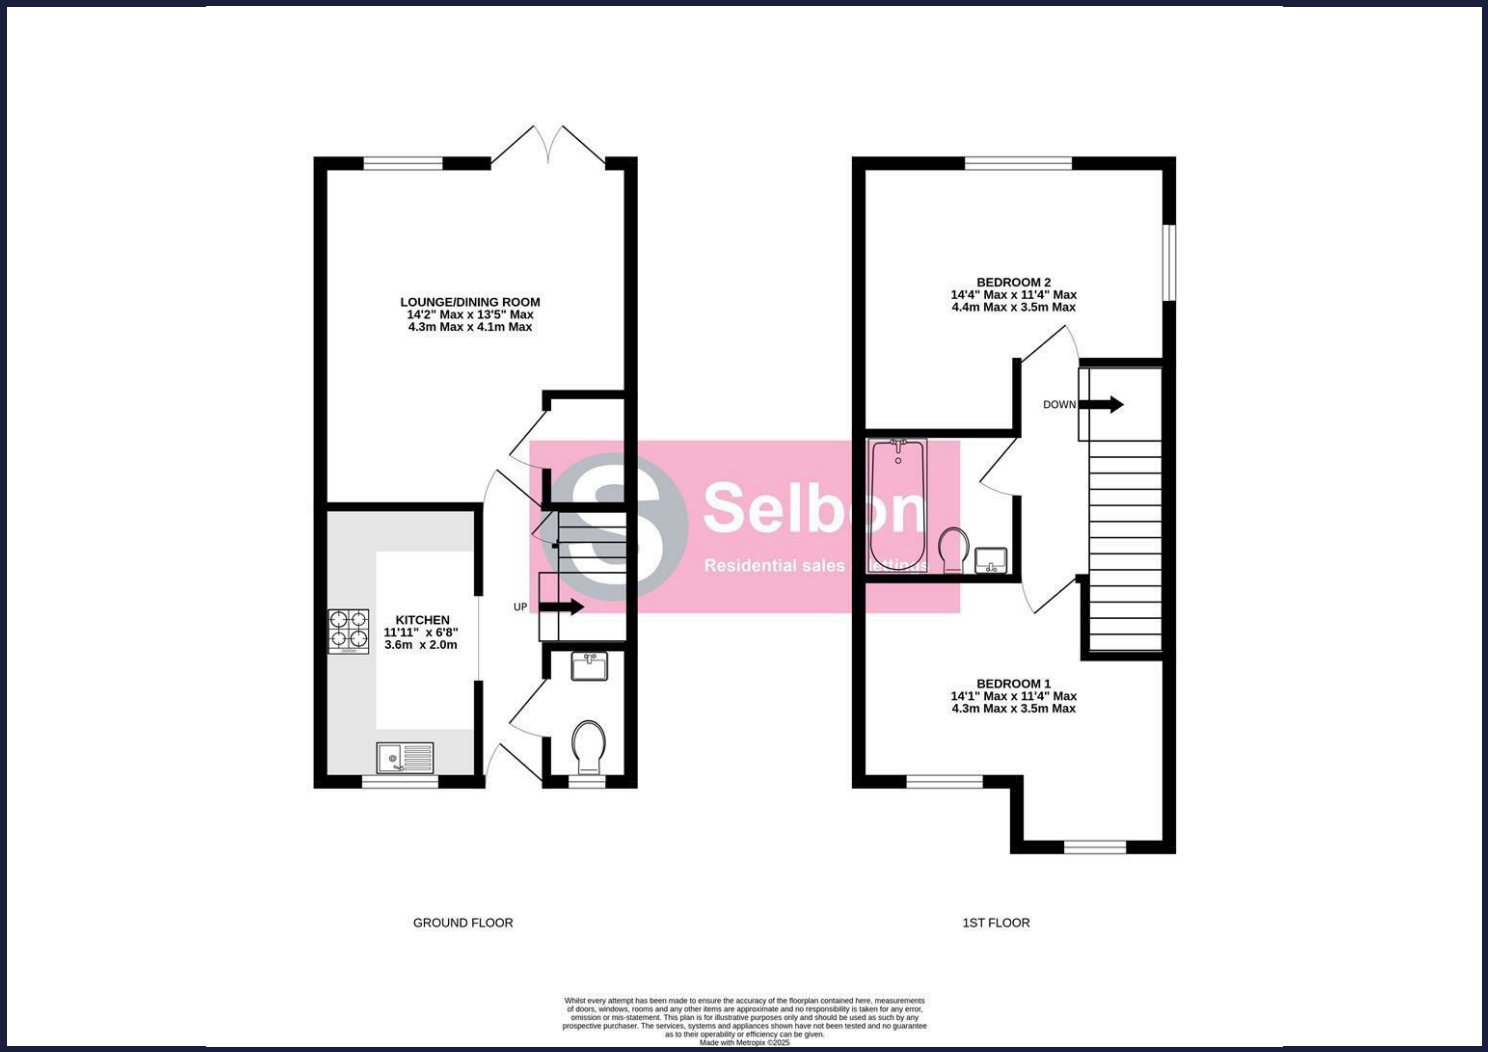 LOUNGE/DINING ROOM
14'2" Max x 13'5" Max
4.3m Max x 4.1m Max
BEDROOM 2
14'4" Max x 11'4" Max
4.4m Max x 3.5m Max
DOWN
Selbon
Residential sales & lettings
UP
KITCHEN
11'11" x 6'8"
3.6m x 2.0m
BEDROOM 1
14'1" Max x 11'4" Max
4.3m Max x 3.5m Max
GROUND FLOOR
1ST FLOOR
Whilst every attempt has been made to ensure the accuracy of the floorplan contained here, measurements
of doors, windows, rooms and any other items are approximate and no responsibility is taken for any error,
omission or mis-statement. This plan is for illustrative purposes only and should be used as such by any
prospective purchaser. The services, systems and appliances shown have not been tested and no guarantee
as to their operability or efficiency can be given.
Made with Metropix ©2025